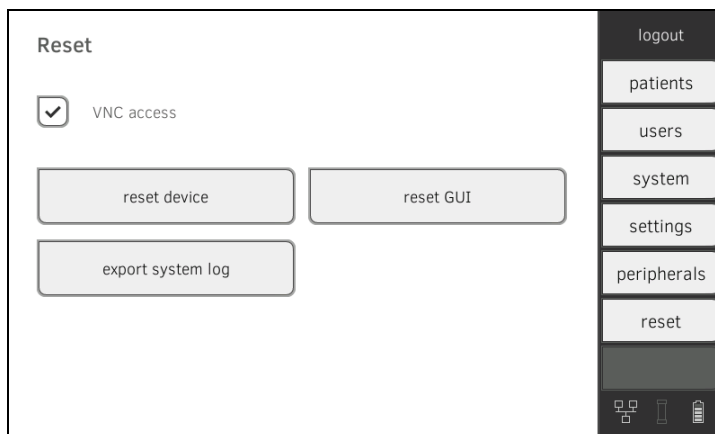 Reset
VNC access
reset device
reset GUI
export system log
logout
patients
users
system
settings
peripherals
reset